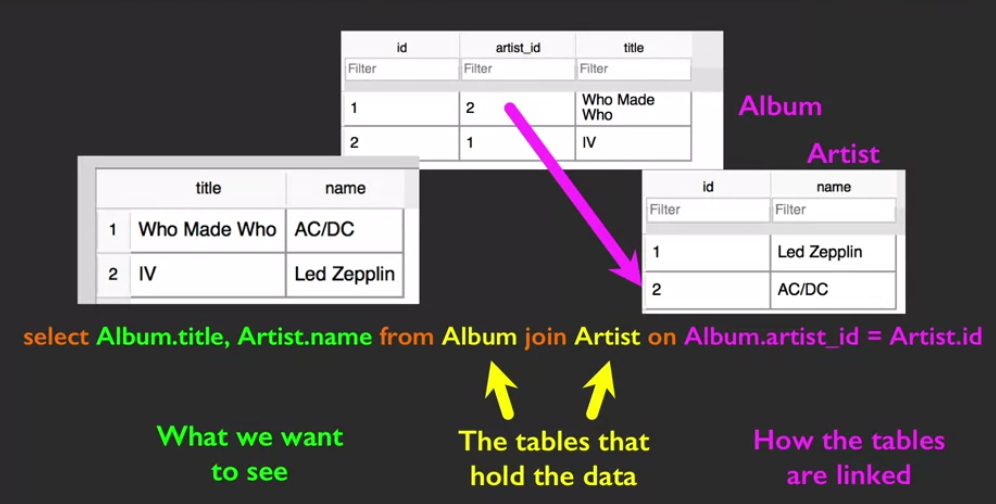 id artist_id title
Filter Filter Filter
1 2 Who Made Who
2 1 IV
Album
Artist
id name
Filter Filter
1 Led Zepplin
2 AC/DC
title name
1 Who Made Who AC/DC
2 IV Led Zepplin
select Album.title, Artist.name from Album join Artist on Album.artist_id = Artist.id
What we want
to see
The tables that
hold the data
How the tables
are linked